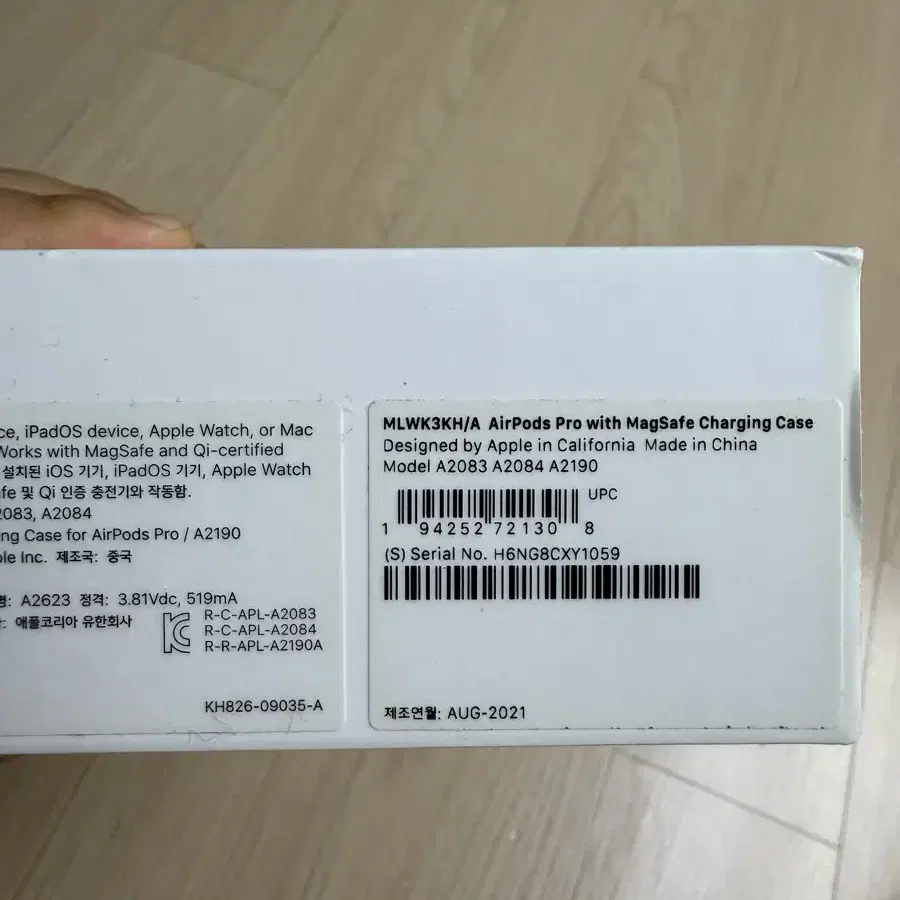 ce, iPadOS device, Apple Watch, or Mac
Works with MagSafe and Qi-certified
설치된 iOS 기기, iPadOS 기기, Apple Watch
fe 및 Qi 인증 충전기와 작동함.
2083, A2084
ng Case for AirPods Pro / A2190
ple Inc. 제조국: 중국
명: A2623 정격: 3.81Vdc, 519mA
: 애플코리아 유한회사
R-C-APL-A2083
R-C-APL-A2084
R-R-APL-A2190A
KH826-09035-A
MLWK3KH/A AirPods Pro with MagSafe Charging Case
Designed by Apple in California Made in China
Model A2083 A2084 A2190
UPC
1 94252 72130 8
(S) Serial No. H6NG8CXY1059
제조연월: AUG-2021